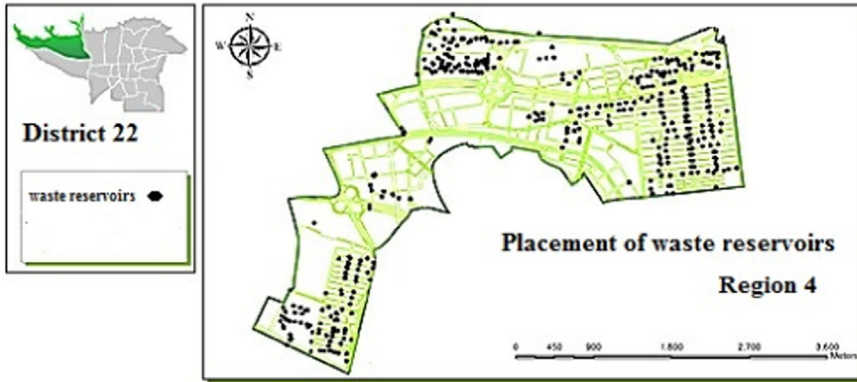 District 22
waste reservoirs
N
W E
S
Placement of waste reservoirs
Region 4
0 450 900 1,800 2,700 3,600
Meters